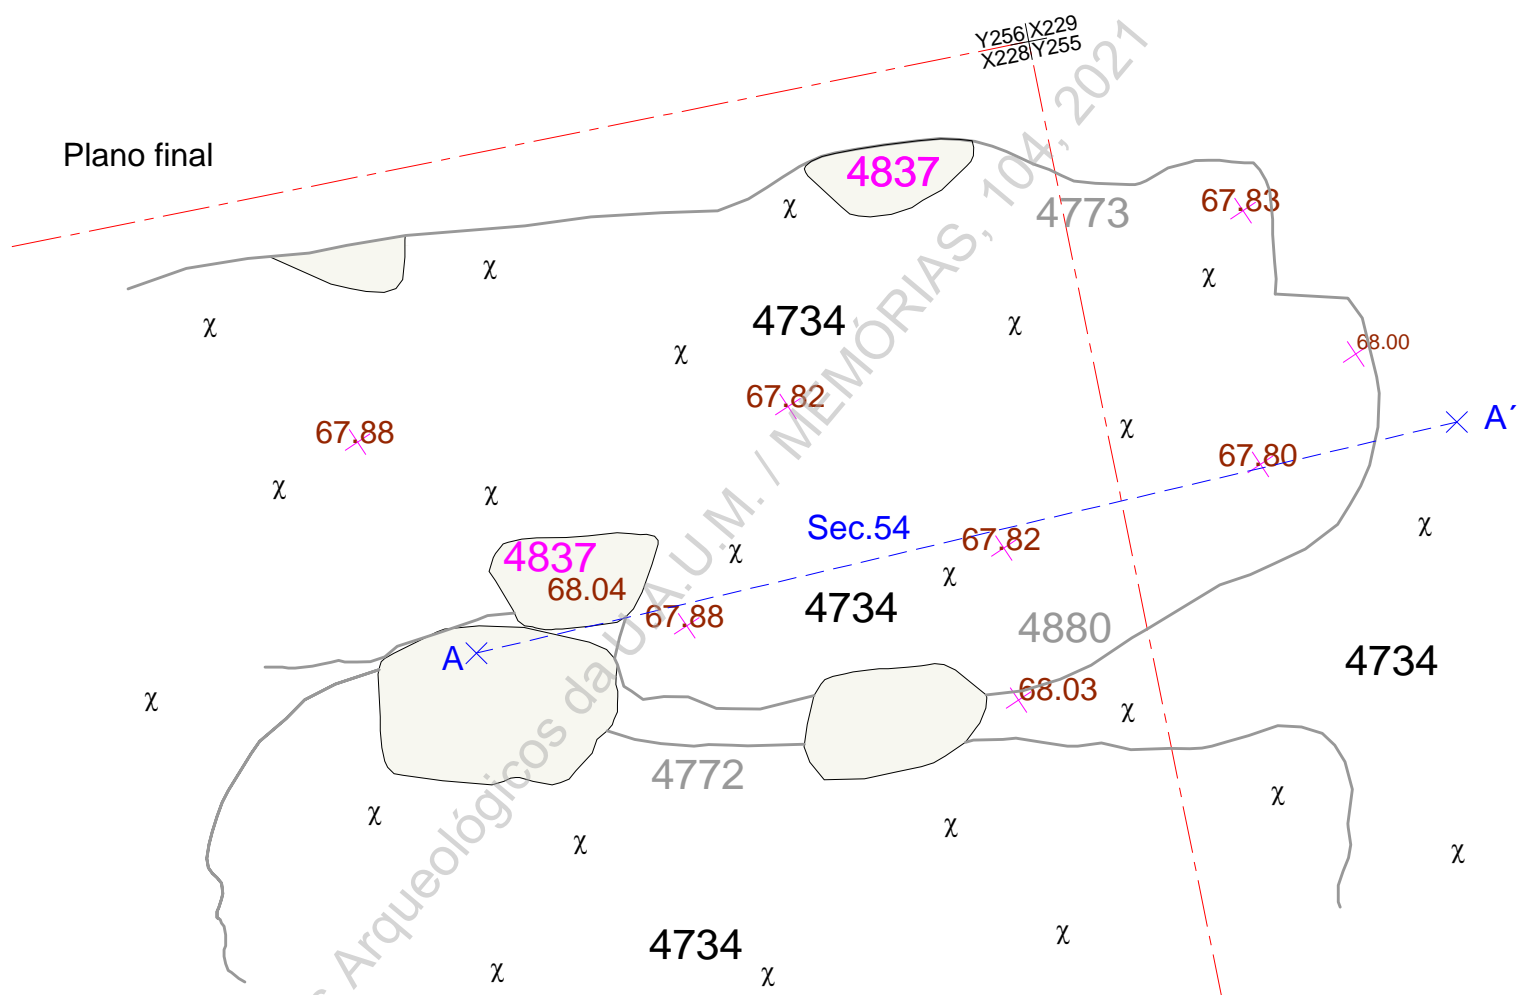 Y256 X229
X228 Y255
Plano final
4837
67.83
4773
χ
χ
χ
χ
4734
χ
χ
68.00
χ
67.82
A´
67.88
χ
67.80
χ
χ
χ
Sec.54
67.82
χ
4837
68.04
χ
4734
67.88
4880
A
4734
68.03
χ
χ
4772
χ
χ
χ
χ
χ
χ
4734
χ
χ
s Arqueológicos da U.A.U.M. / MEMÓRIAS, 104, 2021